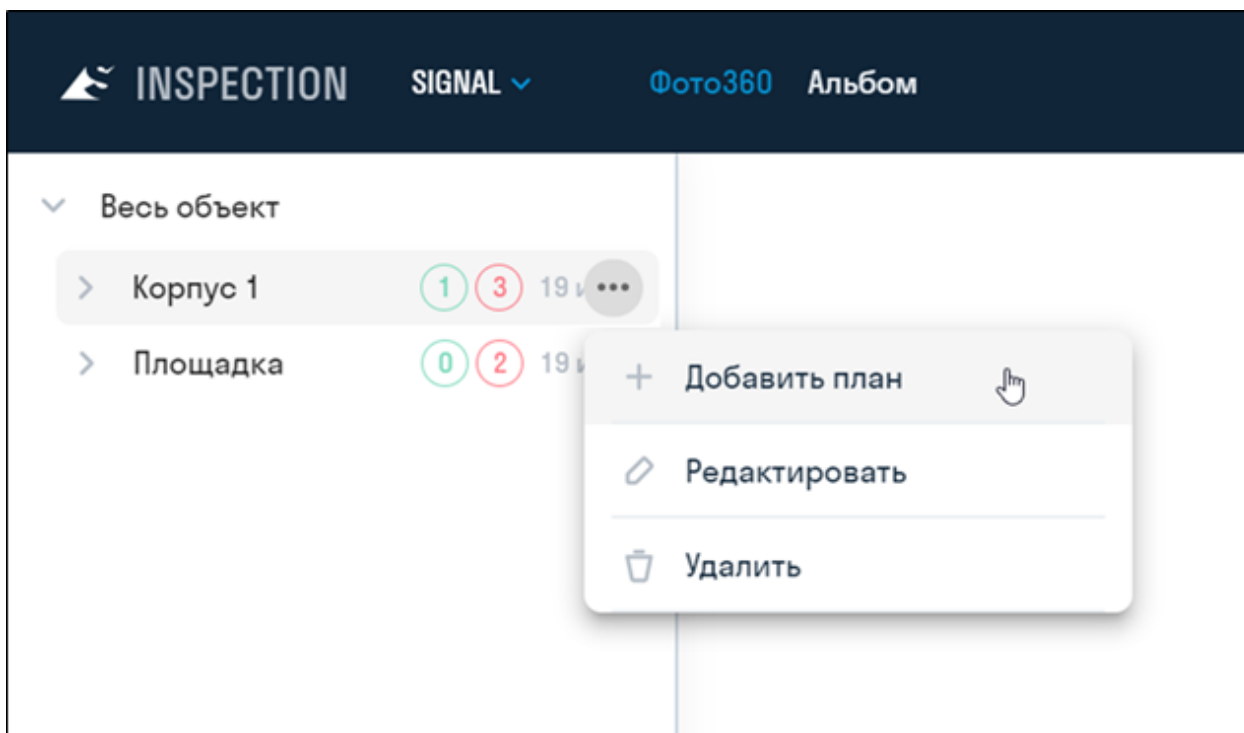 INSPECTION SIGNAL Фото360 Альбом
Весь объект
Корпус 1 1 3 19
Площадка 0 2 19
Добавить план
Редактировать
Удалить